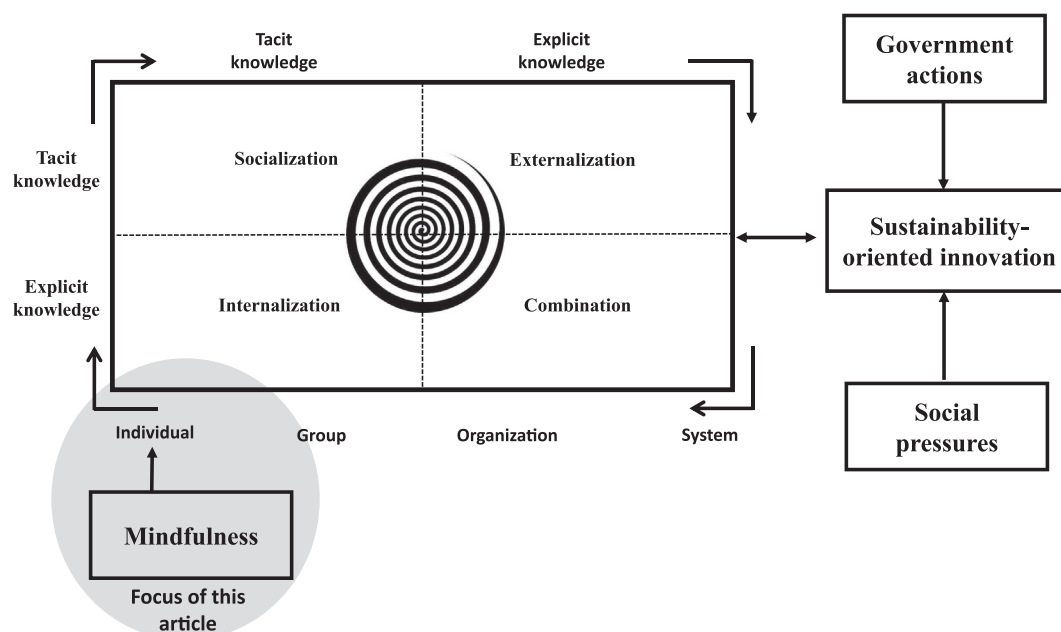 Tacit
knowledge
Explicit
knowledge
Government
actions
Tacit
knowledge
Socialization
Externalization
Sustainability-
oriented innovation
Explicit
knowledge
Internalization
Combination
Individual
Group
Organization
System
Social
pressures
Mindfulness
Focus of this
article